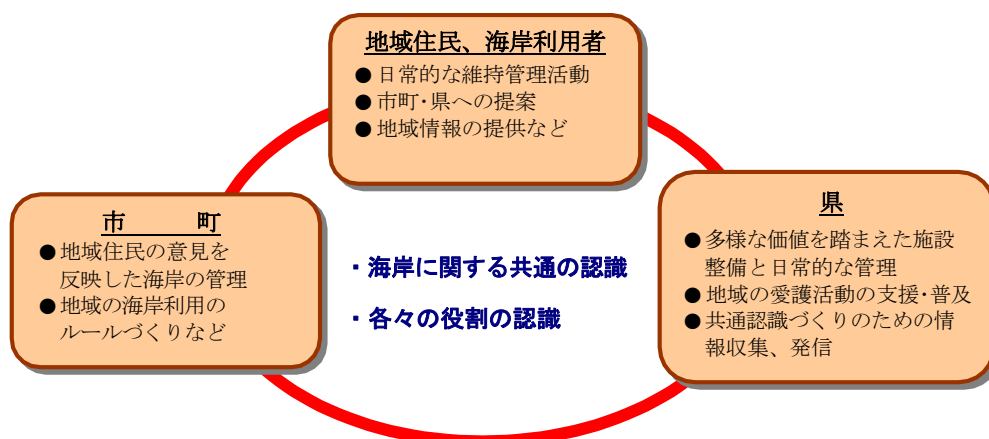 地域住民、海岸利用者
●日常的な維持管理活動
●市町・県への提案
●地域情報の提供など
市　　町
●地域住民の意見を
反映した海岸の管理
●地域の海岸利用の
ルールづくりなど
・海岸に関する共通の認識
・各々の役割の認識
県
●多様な価値を踏まえた施設
整備と日常的な管理
●地域の愛護活動の支援・普及
●共通認識づくりのための情
報収集、発信